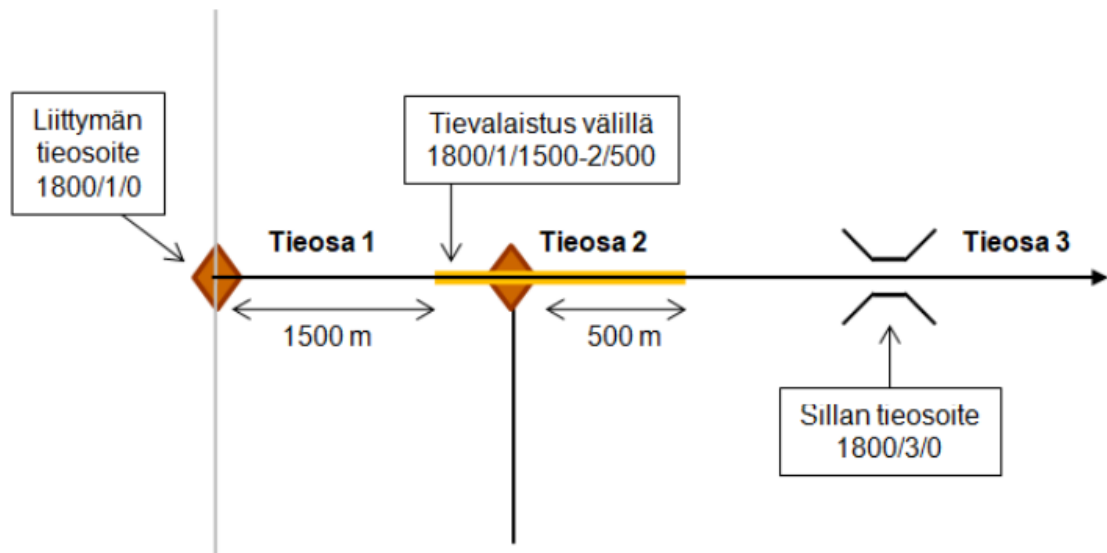 Liittymän
tieosoite
1800/1/0
Tievalaistus välillä
1800/1/1500-2/500
Tieosa 1
Tieosa 2
Tieosa 3
1500 m
500 m
Sillan tieosoite
1800/3/0